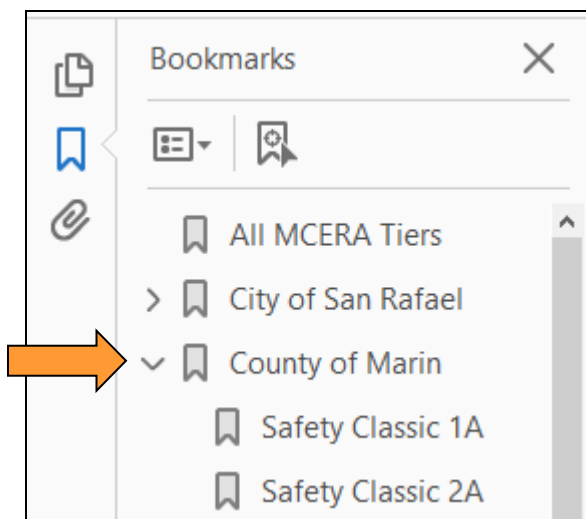 Bookmarks
All MCERA Tiers
City of San Rafael
County of Marin
Safety Classic 1A
Safety Classic 2A